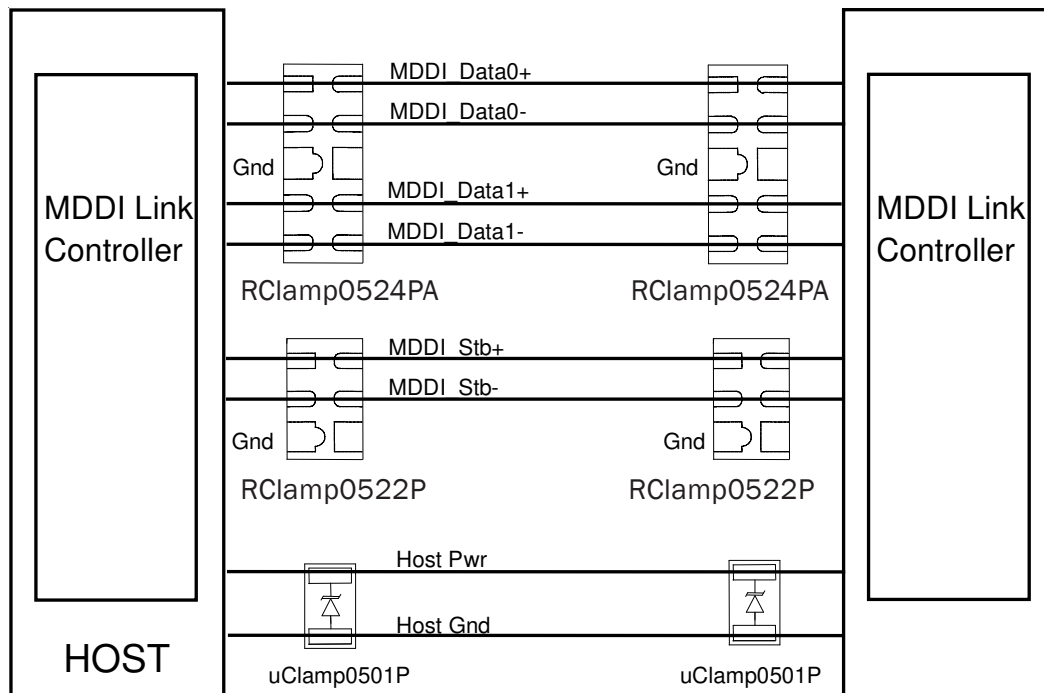 MDDI_Data0+
MDDI_Data0-
Gnd
Gnd
MDDI_Data1+
MDDI_Data1-
MDDI Link
Controller
MDDI Link
Controller
RClamp0524PA
RClamp0524PA
MDDI_Stb+
MDDI_Stb-
Gnd
Gnd
RClamp0522P
RClamp0522P
Host Pwr
Host Gnd
HOST
uClamp0501P
uClamp0501P